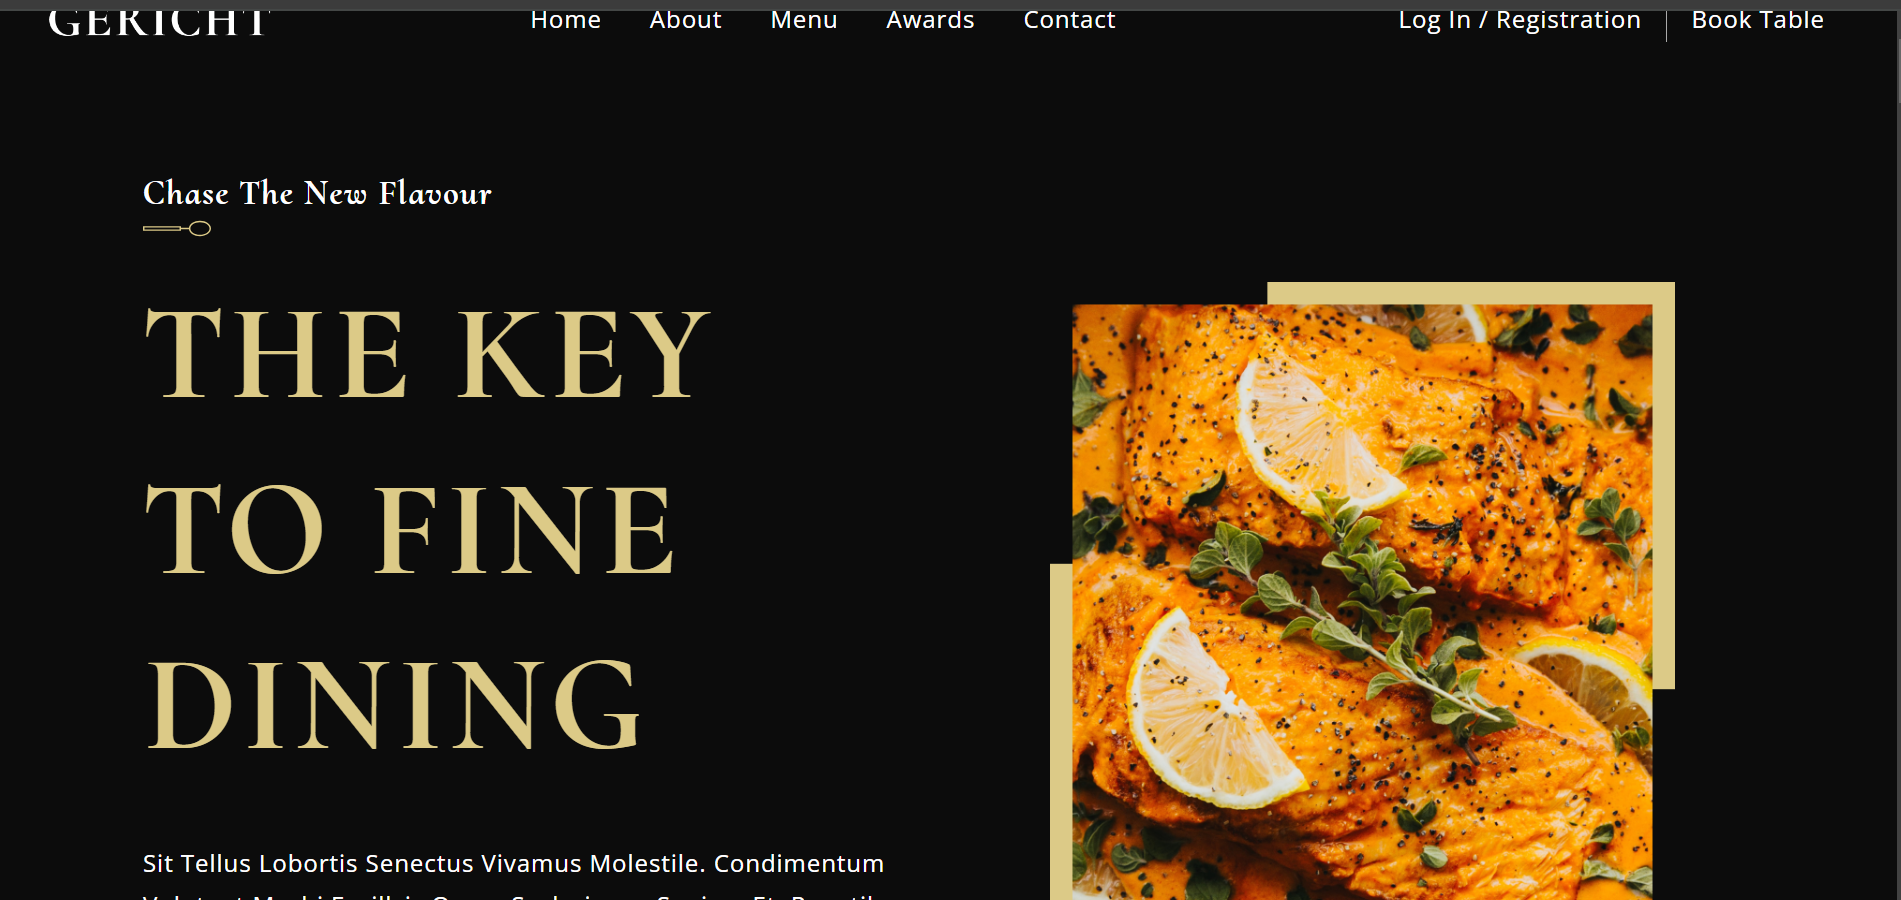 GERICHT
Home About Menu Awards Contact
Log In / Registration Book Table
Chase The New Flavour
THE KEY
TO FINE
DINING
Sit Tellus Lobortis Senectus Vivamus Molestile. Condimentum